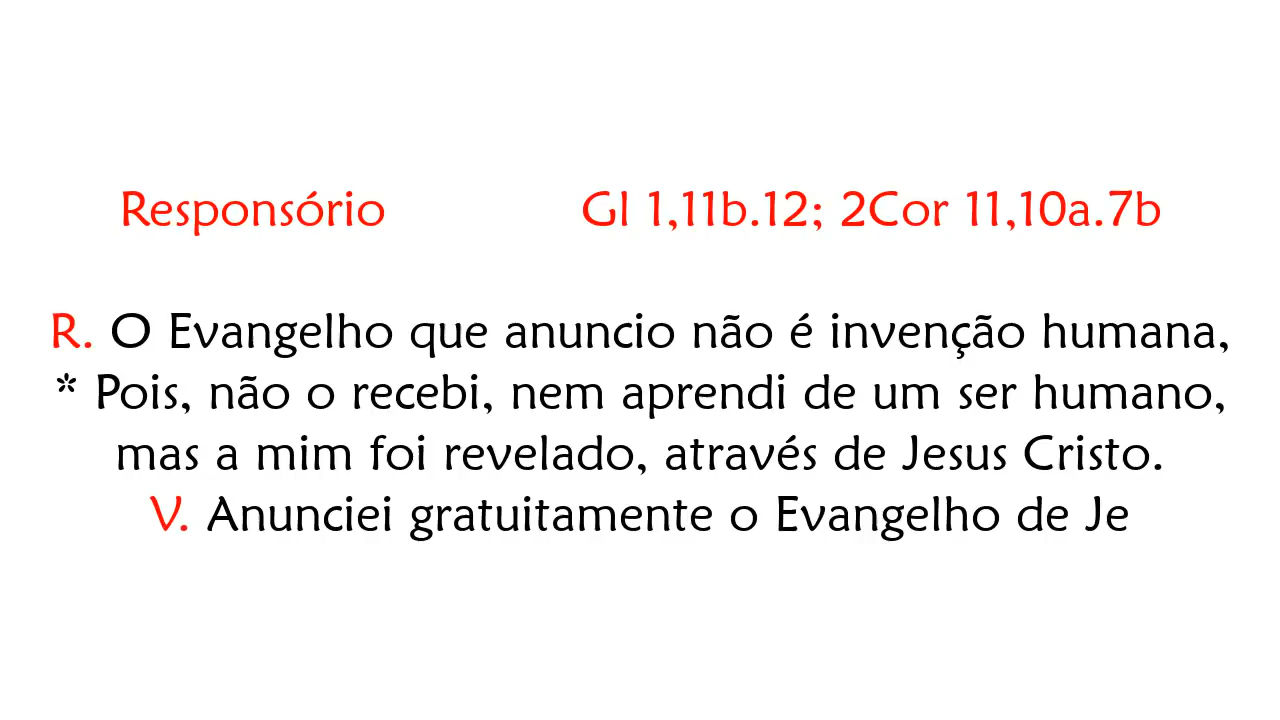 Responsório Gl 1,11b.12; 2Cor 11,10a.7b
R. O Evangelho que anuncio não é invenção humana,
* Pois, não o recebi, nem aprendi de um ser humano,
mas a mim foi revelado, através de Jesus Cristo.
V. Anunciei gratuitamente o Evangelho de Je